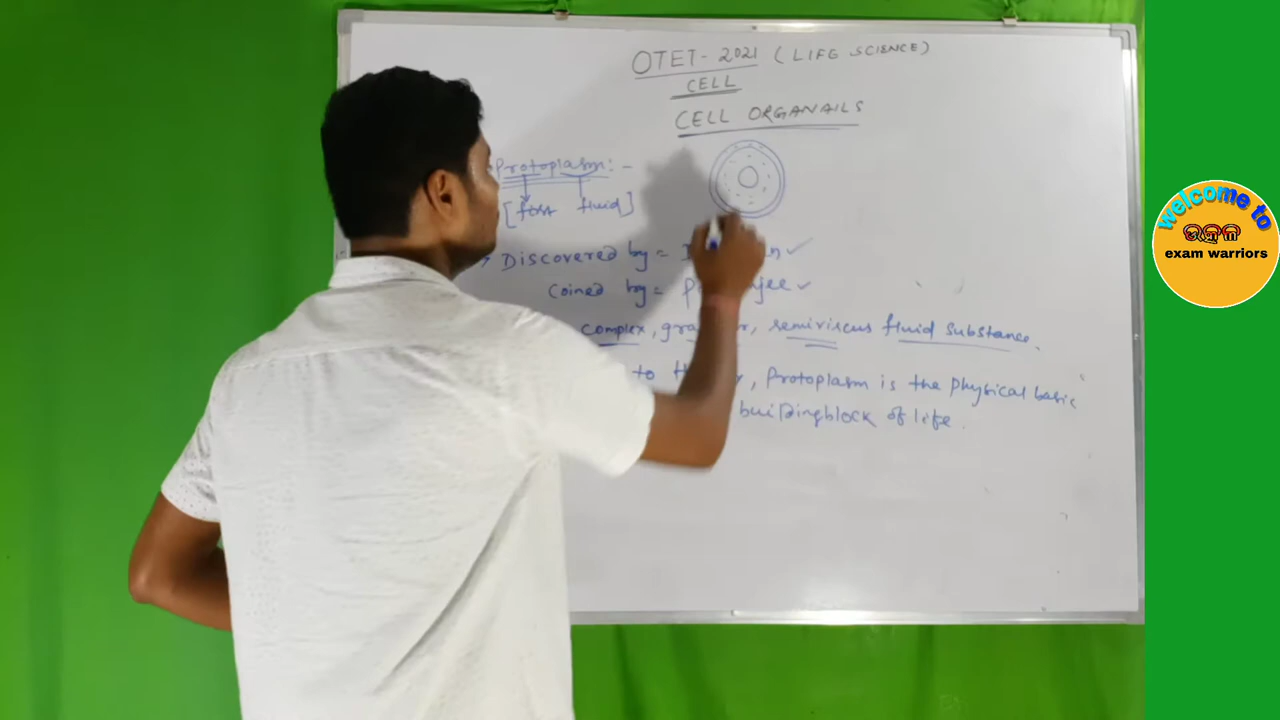 OTET - 2021 (LIFE SCIENCE)
CELL
CELL ORGANAILS
Protoplasm: -
[first fluid]
Discovered by =
coined by =
complex, semiviscus fluid substance.
to , Protoplasm is the physical basic
buildingblock of life.
welcome to
exam warriors